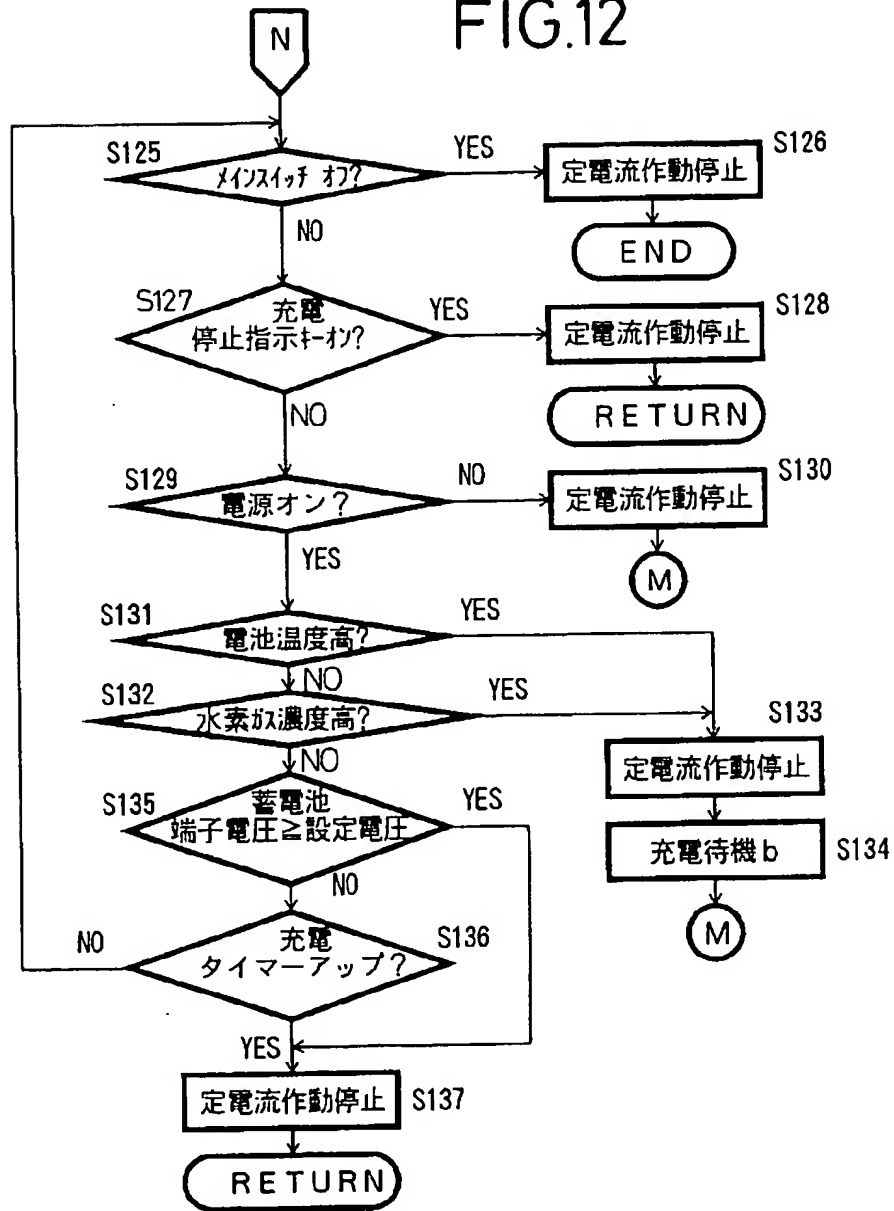 FIG.12
N
S125
メインスイッチ オフ?
YES
S126
定電流作動停止
END
NO
S127
充電
停止指示キーオン?
YES
S128
定電流作動停止
RETURN
NO
S129
電源オン?
NO
S130
定電流作動停止
M
YES
S131
電池温度高?
YES
NO
S132
水素ガス濃度高?
YES
S133
定電流作動停止
充電待機b
S134
M
NO
S135
蓄電池
端子電圧≧設定電圧
YES
NO
S136
充電
タイマーアップ?
NO
YES
定電流作動停止
S137
RETURN